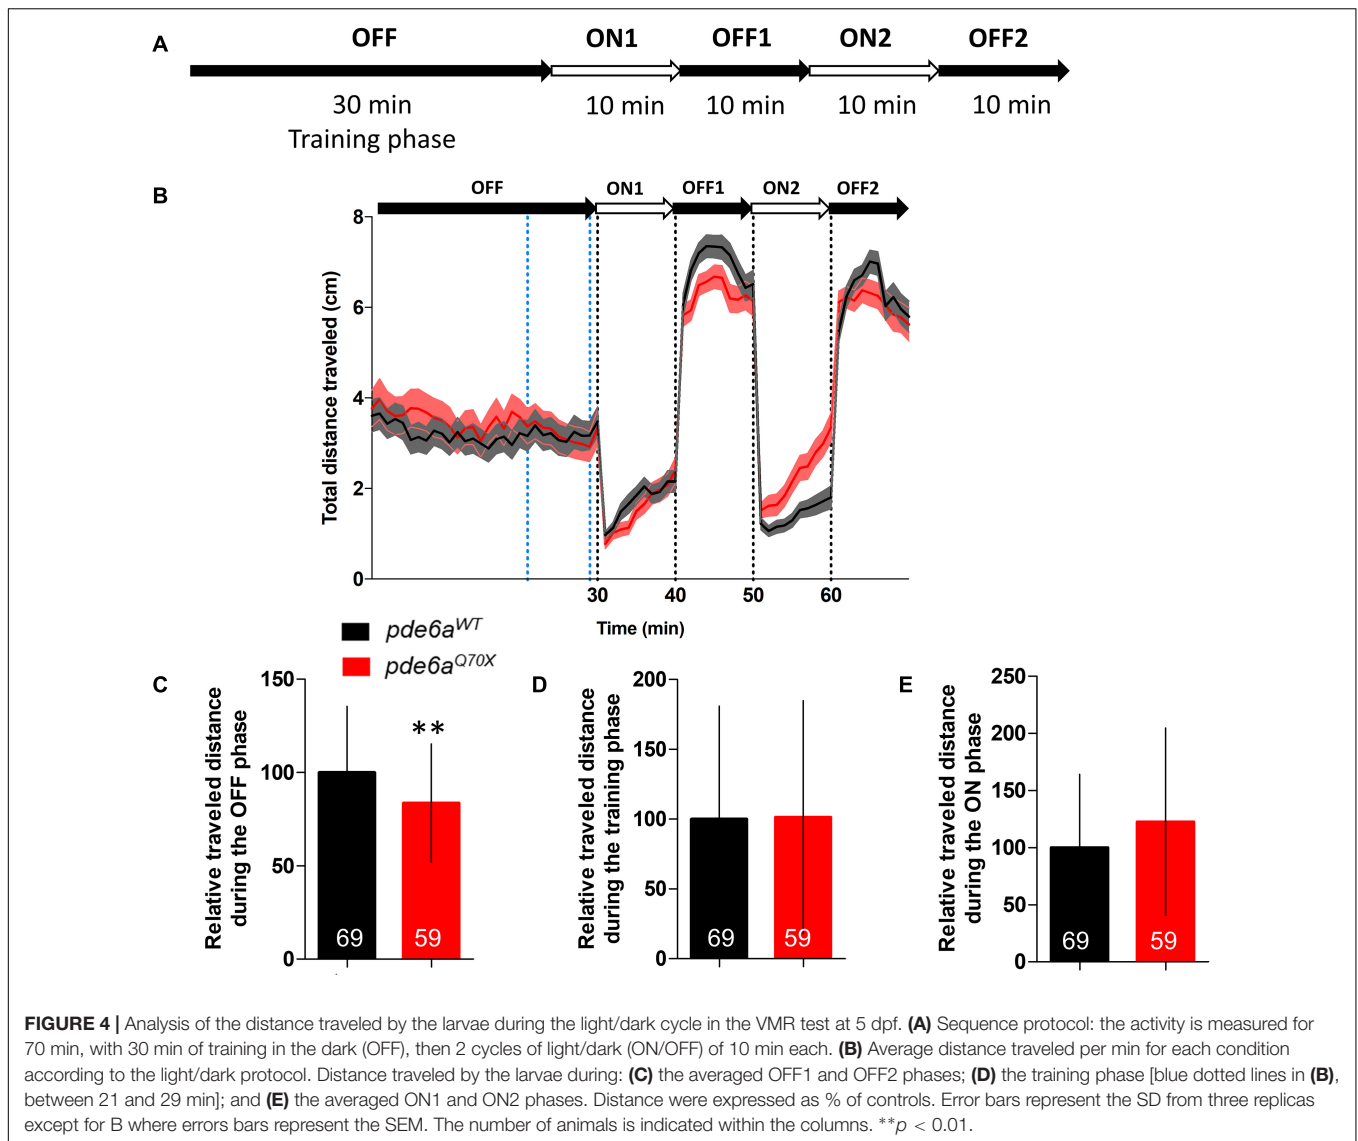 A
OFF ON1 OFF1 ON2 OFF2
30 min 10 min 10 min 10 min 10 min
Training phase
B
OFF ON1 OFF1 ON2 OFF2
Total distance traveled (cm)
8
6
4
2
0
30 40 50 60
Time (min)
pde6aWT
pde6aQ70X
C
Relative traveled distance
during the OFF phase
150
100
50
0
**
69 59
D
Relative traveled distance
during the training phase
200
150
100
50
0
69 59
E
Relative traveled distance
during the ON phase
250
200
150
100
50
0
69 59
FIGURE 4 | Analysis of the distance traveled by the larvae during the light/dark cycle in the VMR test at 5 dpf. (A) Sequence protocol: the activity is measured for
70 min, with 30 min of training in the dark (OFF), then 2 cycles of light/dark (ON/OFF) of 10 min each. (B) Average distance traveled per min for each condition
according to the light/dark protocol. Distance traveled by the larvae during: (C) the averaged OFF1 and OFF2 phases; (D) the training phase [blue dotted lines in (B),
between 21 and 29 min]; and (E) the averaged ON1 and ON2 phases. Distance were expressed as % of controls. Error bars represent the SD from three replicas
except for B where errors bars represent the SEM. The number of animals is indicated within the columns. **p < 0.01.